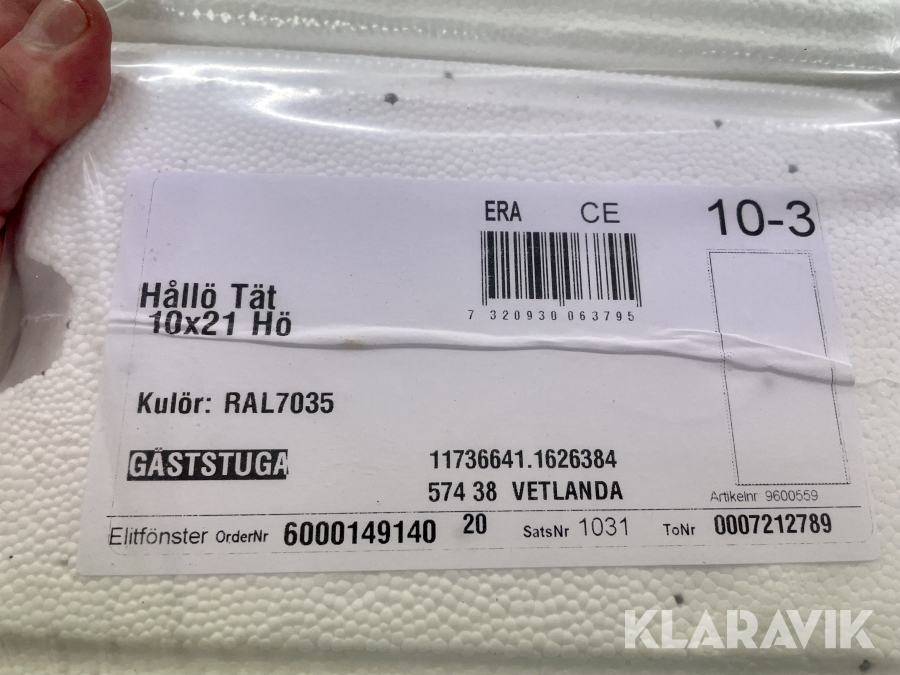 ERA CE 10-3
7 320930 063795
Hållö Tät
10x21 Hö
Kulör: RAL7035
GÄSTSTUGA
11736641.1626384
574 38 VETLANDA
Artikelnr 9600559
Elitfönster OrderNr 6000149140 20 SatsNr 1031 ToNr 0007212789
KLARAVIK